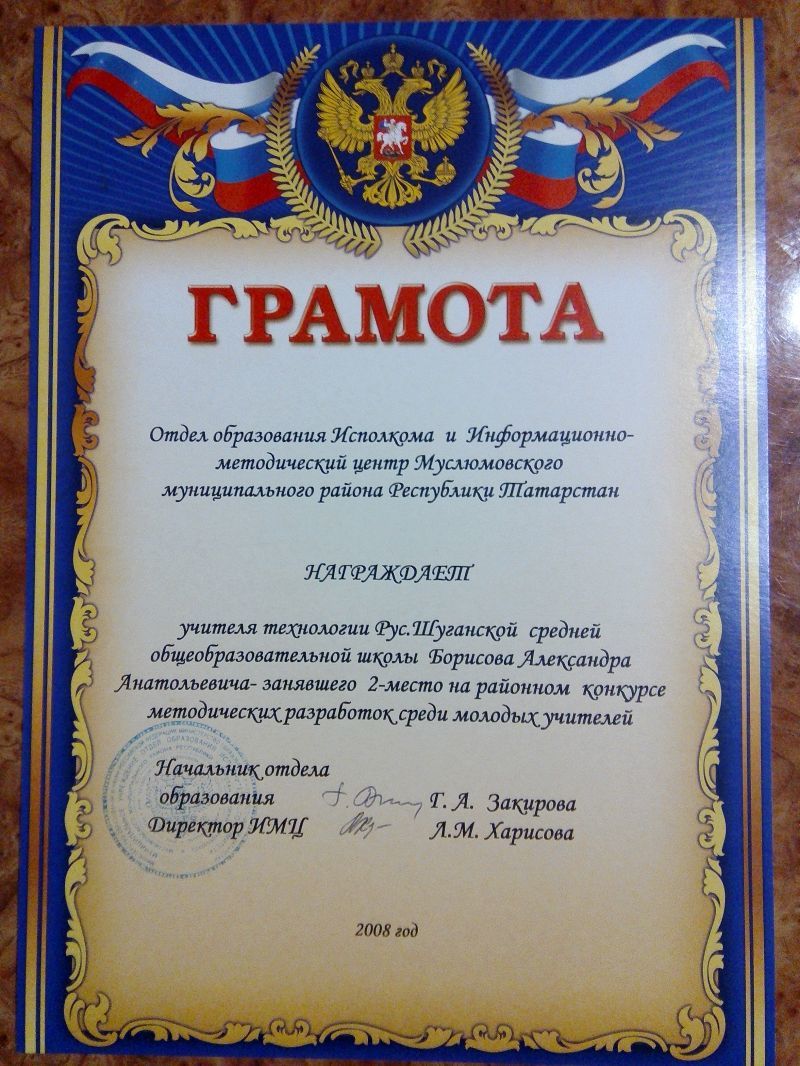 ГРАМОТА
Отдел образования Исполкома и Информационно-
методический центр Муслюмовского
муниципального района Республики Татарстан
НАГРАЖДАЕТ
учителя технологии Рус.Шуганской средней
общеобразовательной школы Борисова Александра
Анатольевича- занявшего 2-место на районном конкурсе
методических разработок среди молодых учителей
Начальник отдела
образования Г. А. Закирова
Директор ИМЦ Л.М. Харисова
2008 год